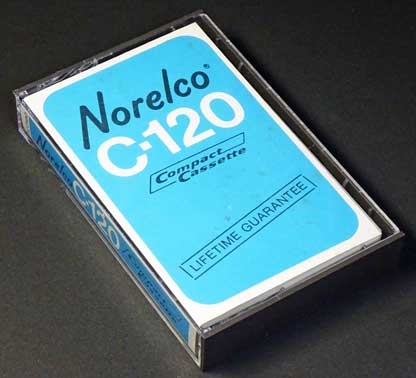 Norelco®
C-120
Compact
Cassette
LIFETIME GUARANTEE
Norelco
C-120